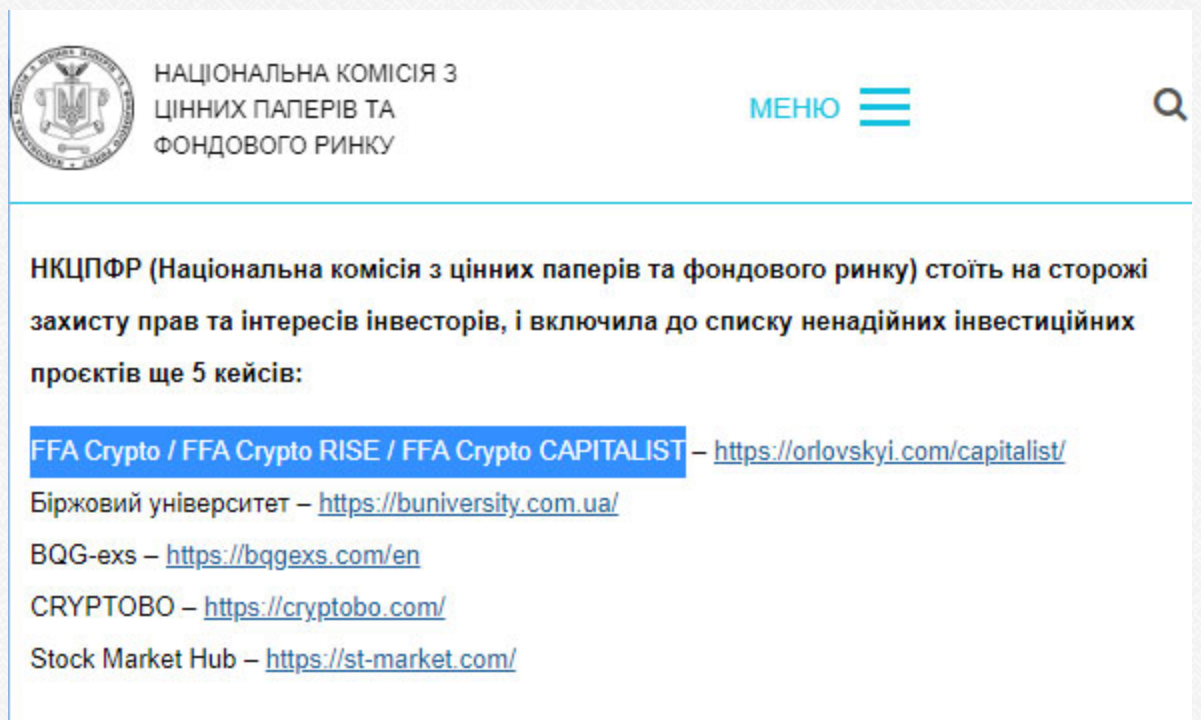 НАЦІОНАЛЬНА КОМІСІЯ З
ЦІННИХ ПАПЕРІВ ТА
ФОНДОВОГО РИНКУ
МЕНЮ
НКЦПФР (Національна комісія з цінних паперів та фондового ринку) стоїть на сторожі
захисту прав та інтересів інвесторів, і включила до списку ненадійних інвестиційних
проєктів ще 5 кейсів:
FFA Crypto / FFA Crypto RISE / FFA Crypto CAPITALIST – https://orlovskyi.com/capitalist/
Біржовий університет – https://buniversity.com.ua/
BQG-exs – https://bqgexs.com/en
CRYPTOBO – https://cryptobo.com/
Stock Market Hub – https://st-market.com/